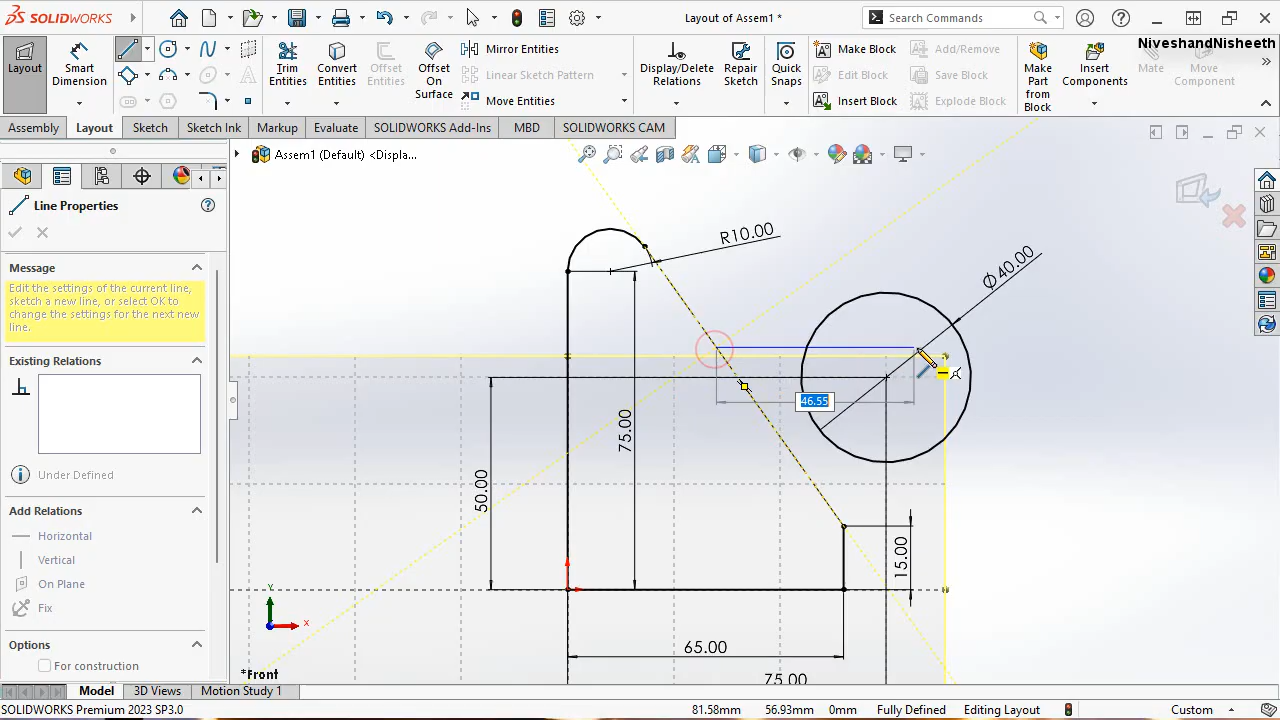 SOLIDWORKS
Layout of Assem1 *
Search Commands
NiveshandNisheeth
Layout
Smart Dimension
Trim Entities
Convert Entities
Offset Entities
Offset On Surface
Mirror Entities
Linear Sketch Pattern
Move Entities
Display/Delete Relations
Repair Sketch
Quick Snaps
Make Block
Edit Block
Insert Block
Add/Remove
Save Block
Explode Block
Make Part from Block
Insert Components
Mate
Move Component
Assembly
Layout
Sketch
Sketch Ink
Markup
Evaluate
SOLIDWORKS Add-Ins
MBD
SOLIDWORKS CAM
Assem1 (Default) <Displa...
Line Properties
Message
Edit the settings of the current line,
sketch a new line, or select OK to
change the settings for the next new
line.
Existing Relations
Under Defined
Add Relations
Horizontal
Vertical
On Plane
Fix
Options
For construction
R10.00
Φ40.00
46.55
75.00
50.00
15.00
65.00
75.00
Y
X
*Front
Model
3D Views
Motion Study 1
SOLIDWORKS Premium 2023 SP3.0
81.58mm
56.93mm
0mm
Fully Defined
Editing Layout
Custom